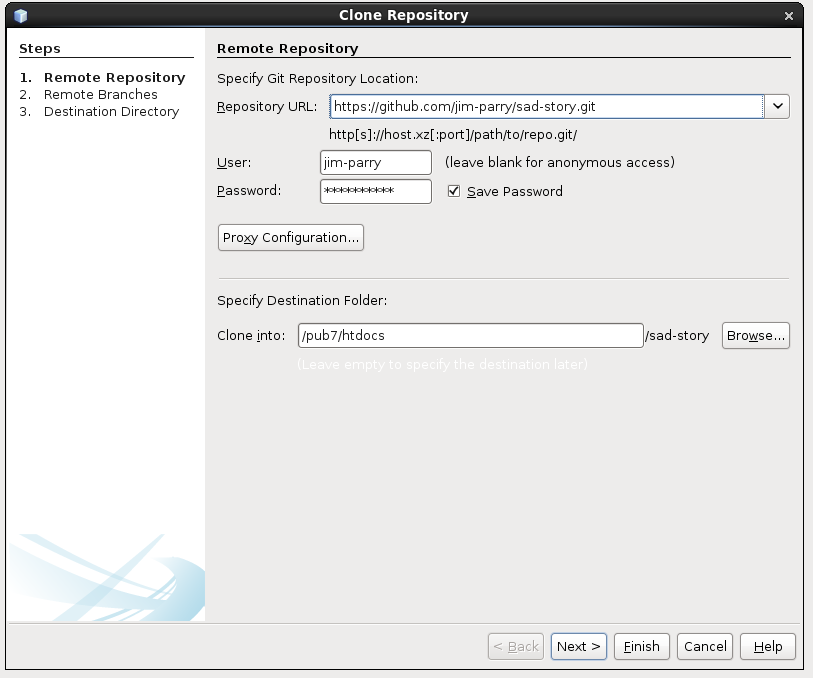 Clone Repository
Steps
1. Remote Repository
2. Remote Branches
3. Destination Directory
Remote Repository
Specify Git Repository Location:
Repository URL: https://github.com/jim-parry/sad-story.git
http[s]://host.xz[:port]/path/to/repo.git/
User: jim-parry (leave blank for anonymous access)
Password: ********** Save Password
Proxy Configuration...
Specify Destination Folder:
Clone into: /pub7/htdocs /sad-story Browse...
(Leave empty to specify the destination later)
< Back Next > Finish Cancel Help